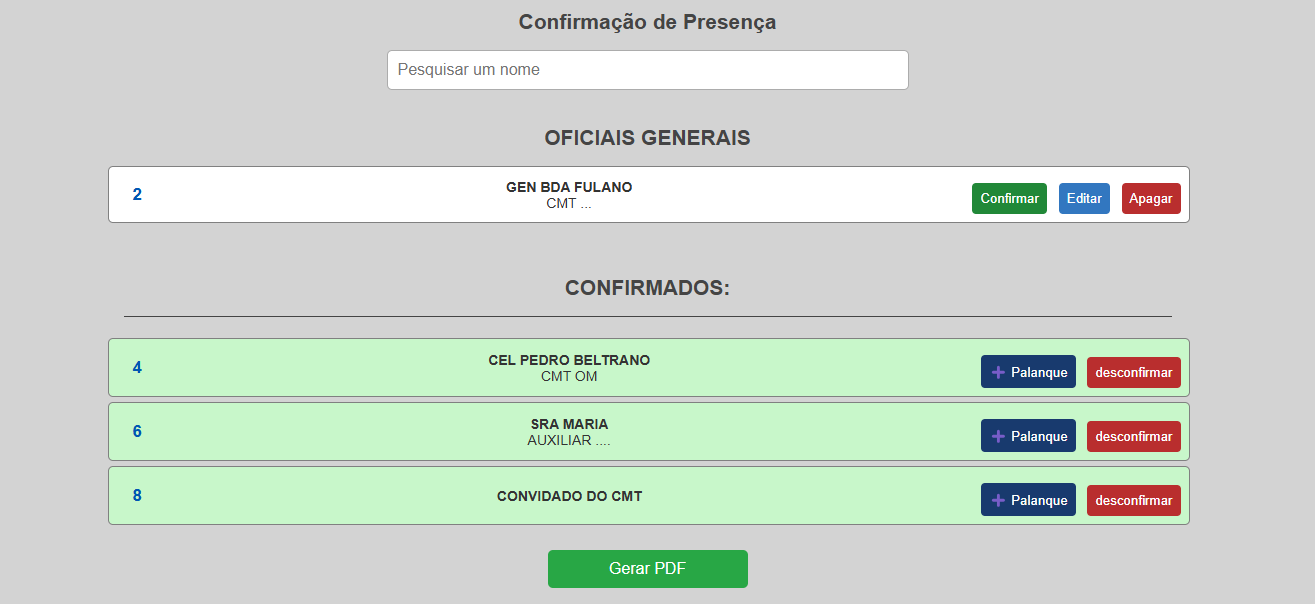 Confirmação de Presença
Pesquisar um nome
OFICIAIS GENERAIS
2
GEN BDA FULANO
CMT ...
Confirmar Editar Apagar
CONFIRMADOS:
4
CEL PEDRO BELTRANO
CMT OM
+ Palanque desconfirmar
6
SRA MARIA
AUXILIAR ....
+ Palanque desconfirmar
8
CONVIDADO DO CMT
+ Palanque desconfirmar
Gerar PDF